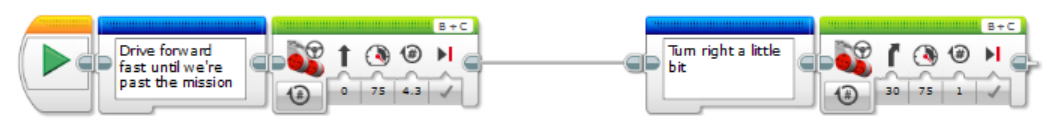 B+C
B+C
Drive forward
fast until we're
past the mission
Turn right a little
bit
#
#
0 75 4.3
30 75 1
#
#